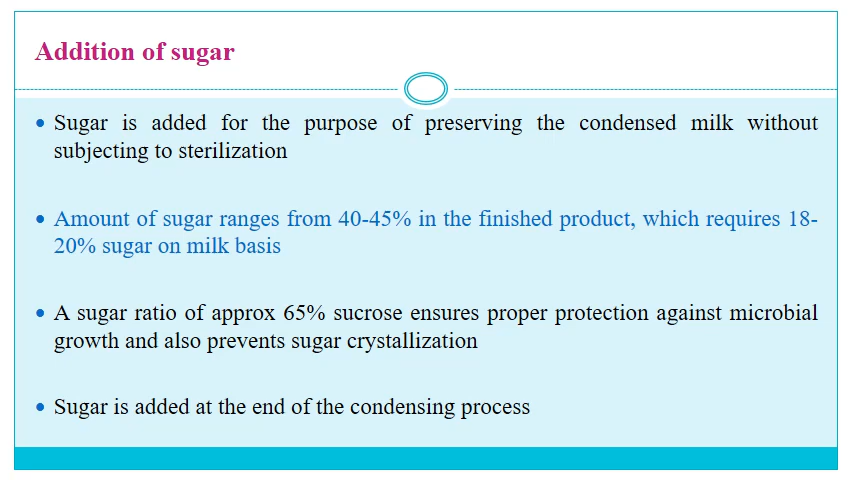 Addition of sugar
• Sugar is added for the purpose of preserving the condensed milk without
subjecting to sterilization
• Amount of sugar ranges from 40-45% in the finished product, which requires 18-
20% sugar on milk basis
• A sugar ratio of approx 65% sucrose ensures proper protection against microbial
growth and also prevents sugar crystallization
• Sugar is added at the end of the condensing process